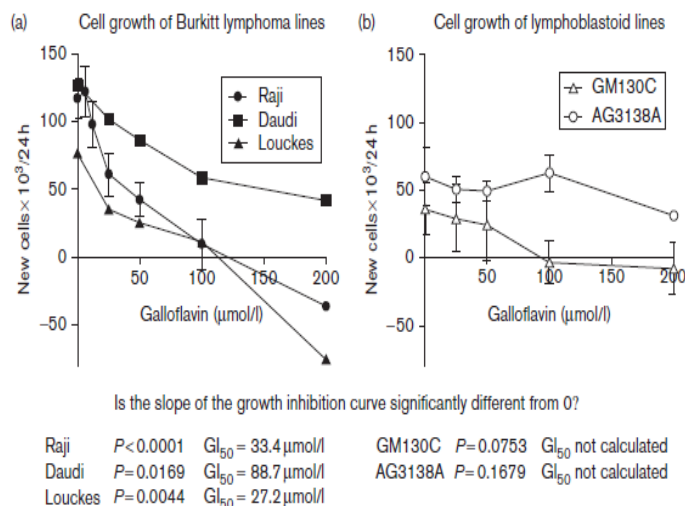 (a) Cell growth of Burkitt lymphoma lines
150
100
50
0
−50
New cells×10³/24 h
Raji
Daudi
Louckes
50 100 150 200
Galloflavin (μmol/l)
(b) Cell growth of lymphoblastoid lines
150
100
50
0
−50
New cells×10³/24 h
GM130C
AG3138A
50 100 150 200
Galloflavin (μmol/l)
Is the slope of the growth inhibition curve significantly different from 0?
Raji P<0.0001 GI₅₀ = 33.4 μmol/l
Daudi P=0.0169 GI₅₀ = 88.7 μmol/l
Louckes P=0.0044 GI₅₀ = 27.2 μmol/l
GM130C P=0.0753 GI₅₀ not calculated
AG3138A P=0.1679 GI₅₀ not calculated